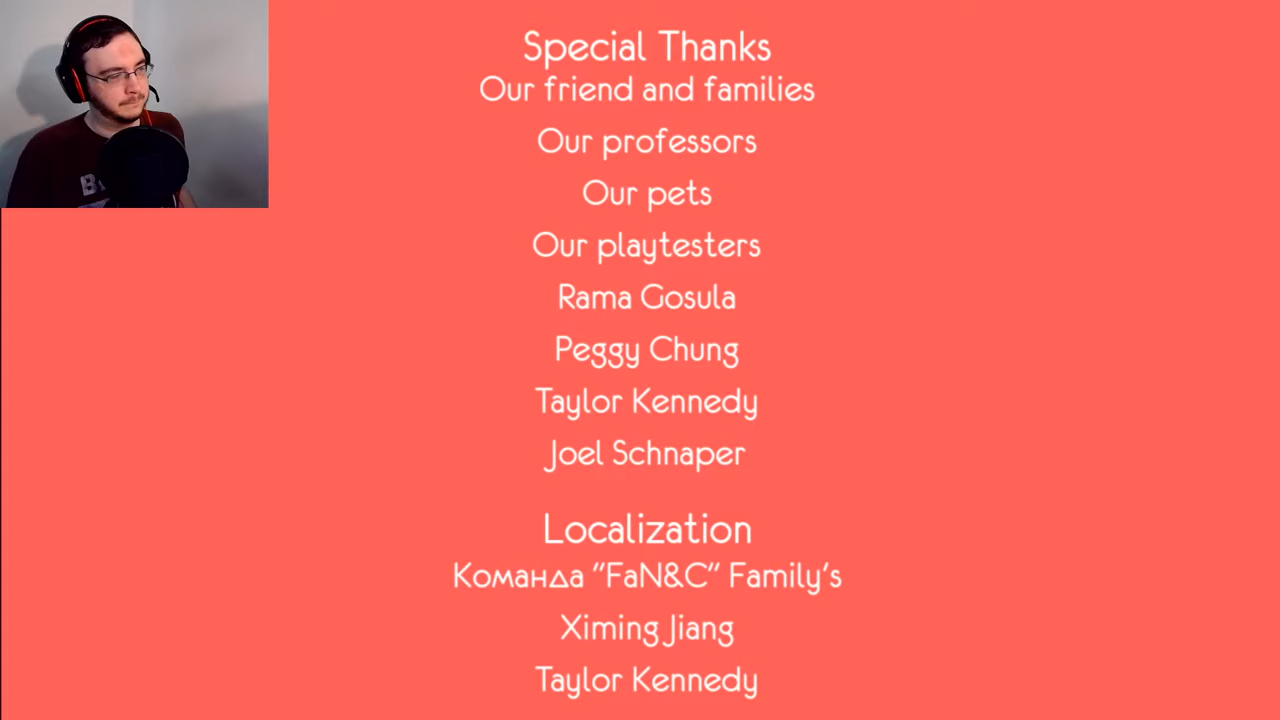 Special Thanks
Our friend and families
Our professors
Our pets
Our playtesters
Rama Gosula
Peggy Chung
Taylor Kennedy
Joel Schnaper
Localization
Команда “FaN&C” Family’s
Ximing Jiang
Taylor Kennedy